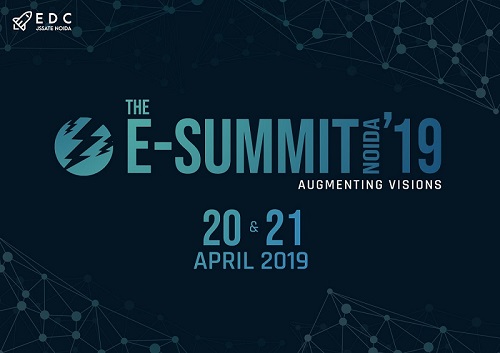 EDC
JSSATE NOIDA
THE
E-SUMMIT NOIDA '19
AUGMENTING VISIONS
20 & 21
APRIL 2019